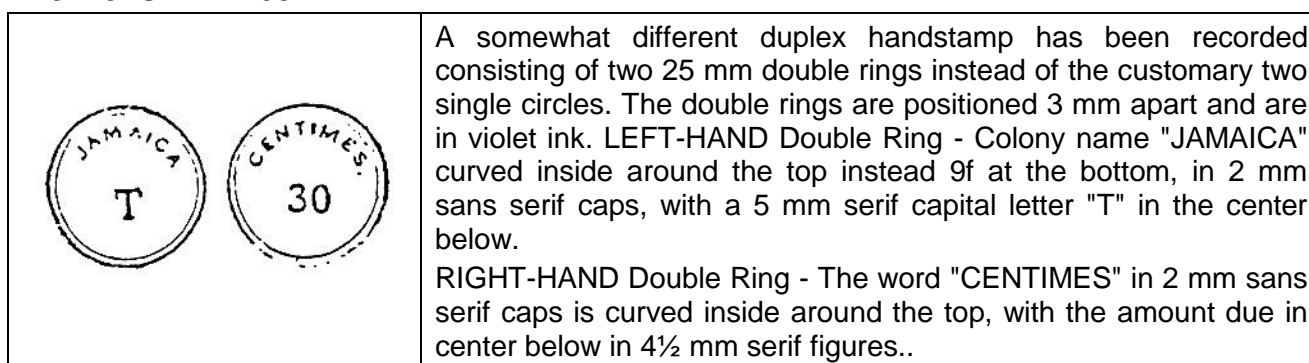 JAMAICA
T
CENTIMES.
30
A somewhat different duplex handstamp has been recorded
consisting of two 25 mm double rings instead of the customary two
single circles. The double rings are positioned 3 mm apart and are
in violet ink. LEFT-HAND Double Ring - Colony name "JAMAICA"
curved inside around the top instead 9f at the bottom, in 2 mm
sans serif caps, with a 5 mm serif capital letter "T" in the center
below.
RIGHT-HAND Double Ring - The word "CENTIMES" in 2 mm sans
serif caps is curved inside around the top, with the amount due in
center below in 4½ mm serif figures..